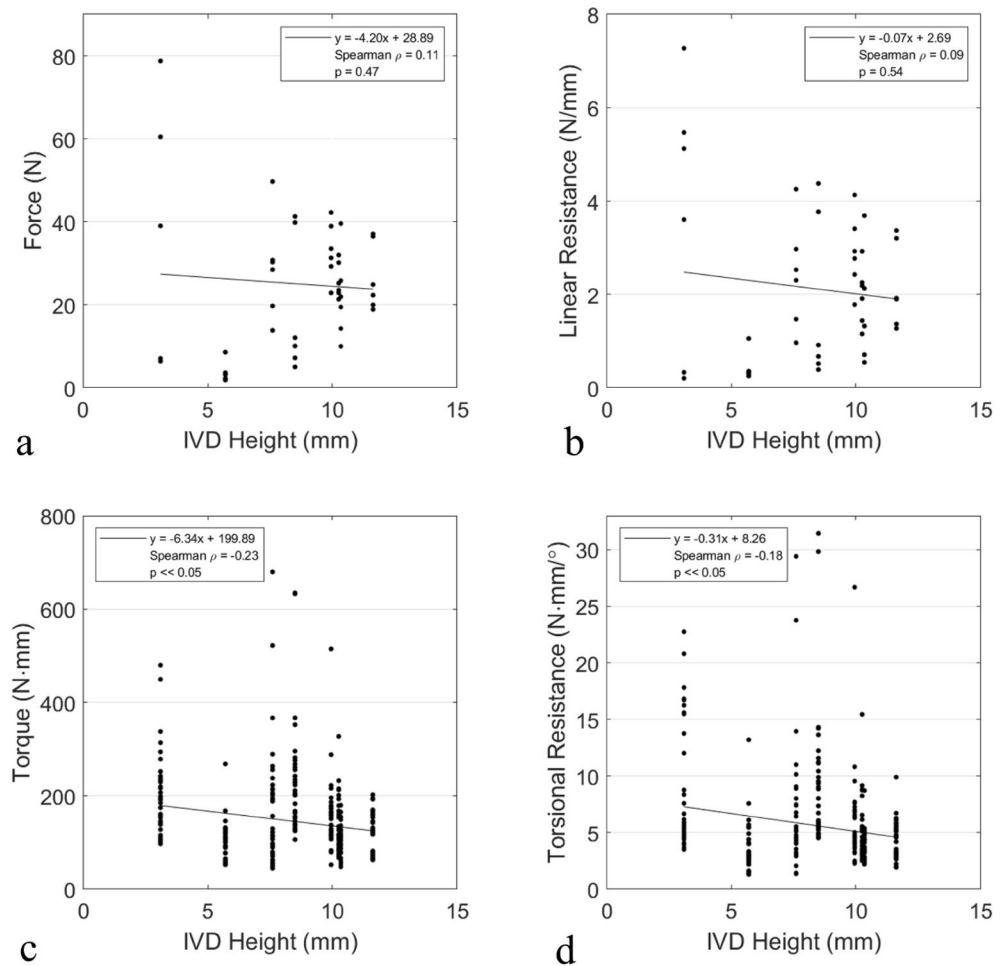 80
60
40
20
0
Force (N)
y = -4.20x + 28.89
Spearman ρ = 0.11
p = 0.47
0 5 10 15
IVD Height (mm)
a
8
6
4
2
0
Linear Resistance (N/mm)
y = -0.07x + 2.69
Spearman ρ = 0.09
p = 0.54
0 5 10 15
IVD Height (mm)
b
800
600
400
200
0
Torque (N·mm)
y = -6.34x + 199.89
Spearman ρ = -0.23
p << 0.05
0 5 10 15
IVD Height (mm)
c
30
25
20
15
10
5
0
Torsional Resistance (N·mm/°)
y = -0.31x + 8.26
Spearman ρ = -0.18
p << 0.05
0 5 10 15
IVD Height (mm)
d